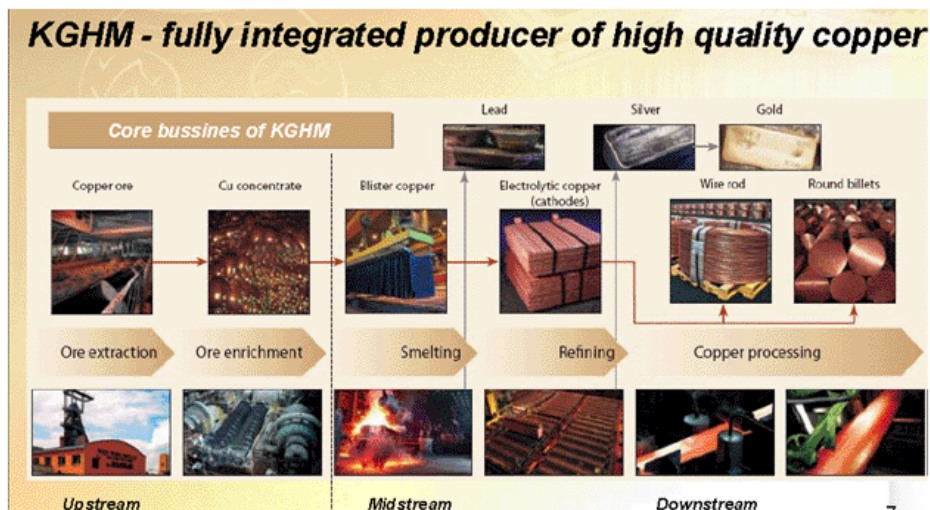 KGHM - fully integrated producer of high quality copper
Core bussines of KGHM
Lead
Silver
Gold
Copper ore
Cu concentrate
Blister copper
Electrolytic copper
(cathodes)
Wire rod
Round billets
Ore extraction
Ore enrichment
Smelting
Refining
Copper processing
Upstream
Midstream
Downstream
7